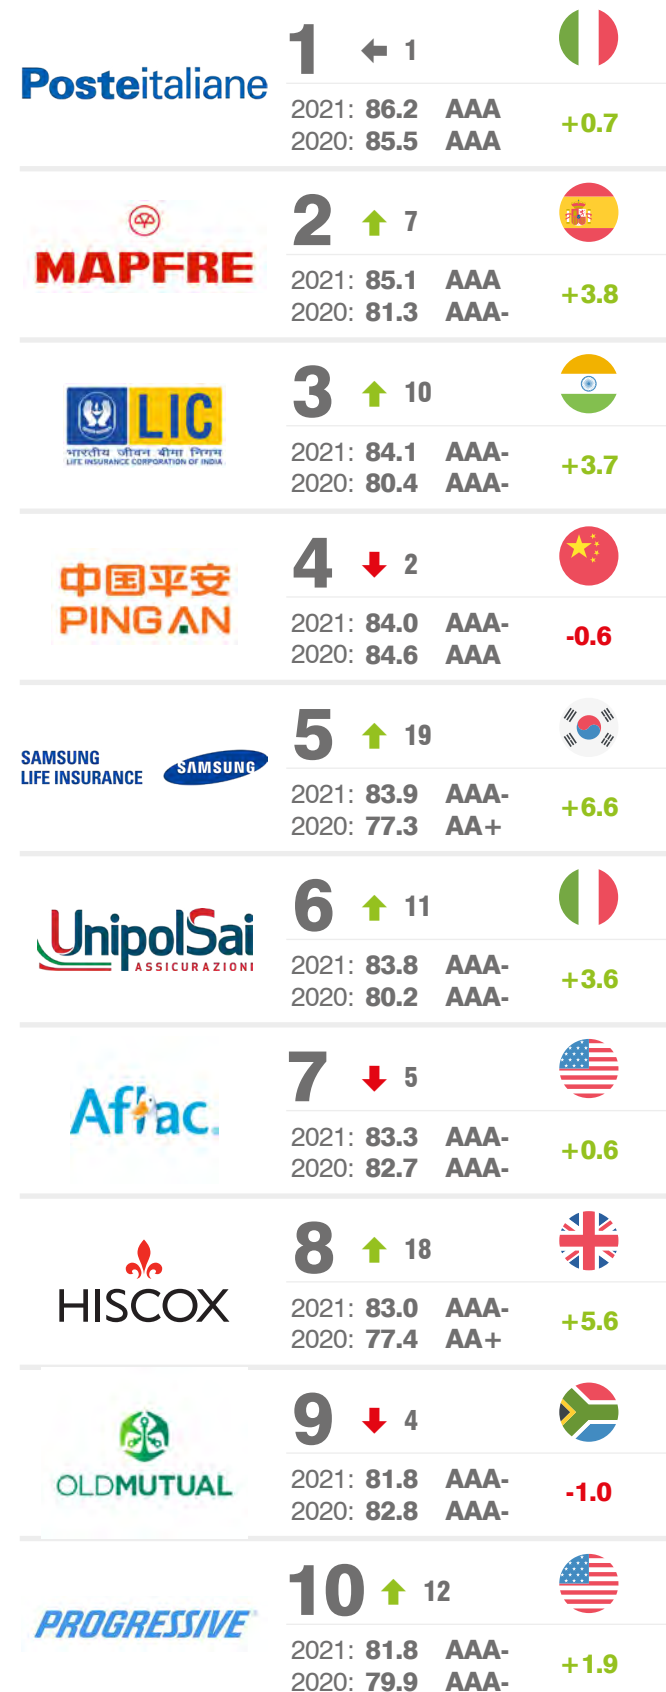 Posteitaliane
1 1
2021: 86.2 AAA
2020: 85.5 AAA
+0.7
MAPFRE
2 7
2021: 85.1 AAA
2020: 81.3 AAA-
+3.8
LIC
भारतीय जीवन बीमा निगम
LIFE INSURANCE CORPORATION OF INDIA
3 10
2021: 84.1 AAA-
2020: 80.4 AAA-
+3.7
中国平安
PING AN
4 2
2021: 84.0 AAA-
2020: 84.6 AAA
-0.6
SAMSUNG
LIFE INSURANCE
SAMSUNG
5 19
2021: 83.9 AAA-
2020: 77.3 AA+
+6.6
UnipolSai
ASSICURAZIONI
6 11
2021: 83.8 AAA-
2020: 80.2 AAA-
+3.6
Aflac.
7 5
2021: 83.3 AAA-
2020: 82.7 AAA-
+0.6
HISCOX
8 18
2021: 83.0 AAA-
2020: 77.4 AA+
+5.6
OLDMUTUAL
9 4
2021: 81.8 AAA-
2020: 82.8 AAA-
-1.0
PROGRESSIVE
10 12
2021: 81.8 AAA-
2020: 79.9 AAA-
+1.9